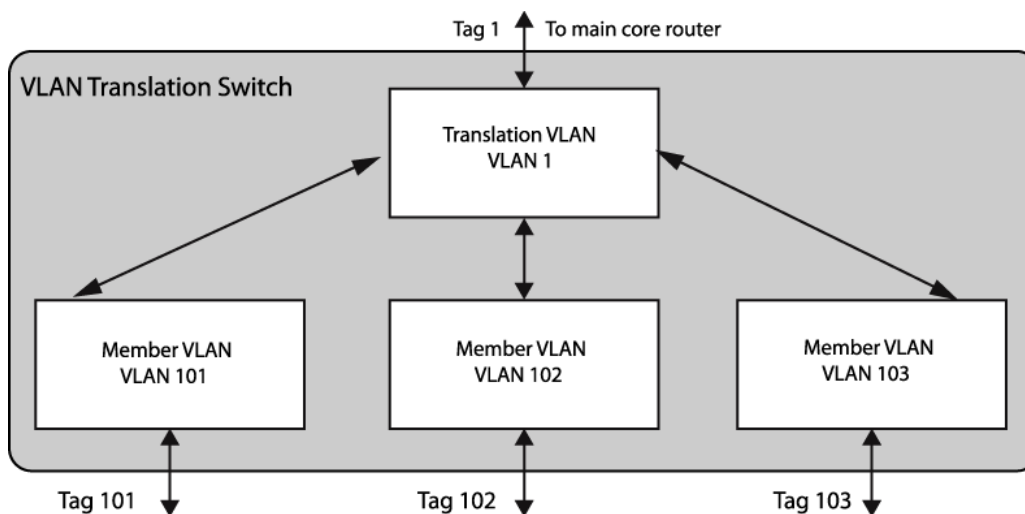 Tag 1 To main core router
VLAN Translation Switch
Translation VLAN
VLAN 1
Member VLAN
VLAN 101
Member VLAN
VLAN 102
Member VLAN
VLAN 103
Tag 101
Tag 102
Tag 103